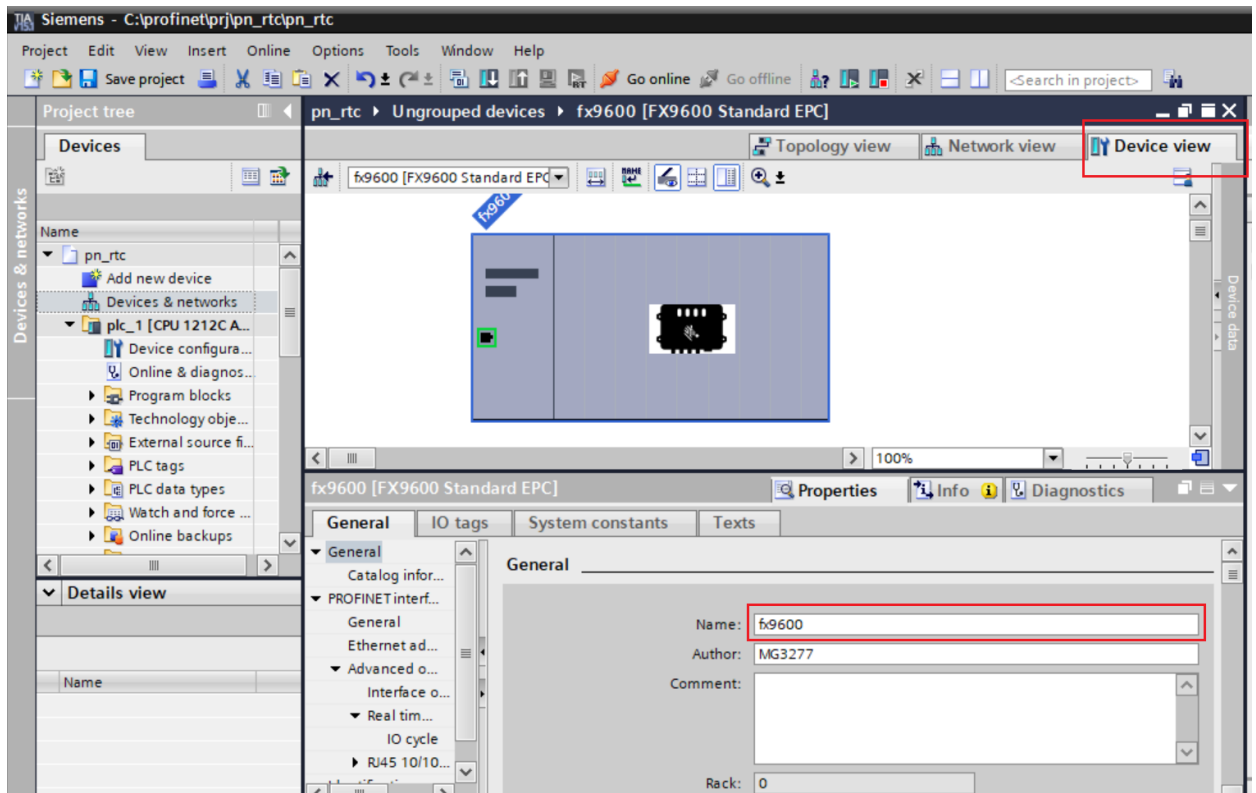 Siemens - C:\profinet\prj\pn_rtc\pn_rtc
Project Edit View Insert Online Options Tools Window Help
Save project Go online Go offline <Search in project>
Project tree
pn_rtc ▸ Ungrouped devices ▸ fx9600 [FX9600 Standard EPC]
Devices
Topology view Network view Device view
fx9600 [FX9600 Standard EPC
Devices & networks
fx960
Name
pn_rtc
Add new device
Devices & networks
plc_1 [CPU 1212C A...
Device configura...
Online & diagnos...
Program blocks
Technology obje...
External source fi...
PLC tags
PLC data types
Watch and force ...
Online backups
Device data
100%
Details view
Name
fx9600 [FX9600 Standard EPC]
Properties Info Diagnostics
General IO tags System constants Texts
General
Catalog infor...
PROFINET interf...
General
Ethernet ad...
Advanced o...
Interface o...
Real tim...
IO cycle
RJ45 10/10...
General
Name: fx9600
Author: MG3277
Comment:
Rack: 0